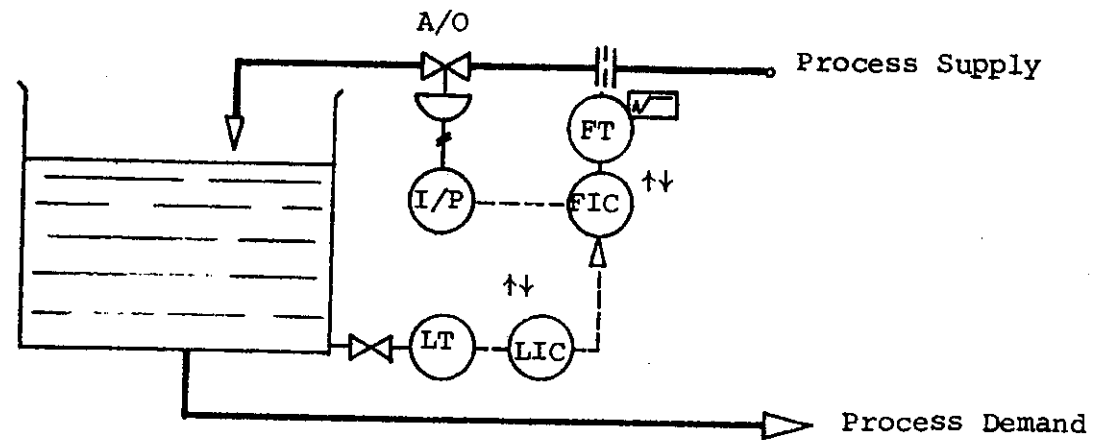 A/O
Process Supply
√
FT
↑↓
I/P
FIC
↑↓
LT
LIC
Process Demand